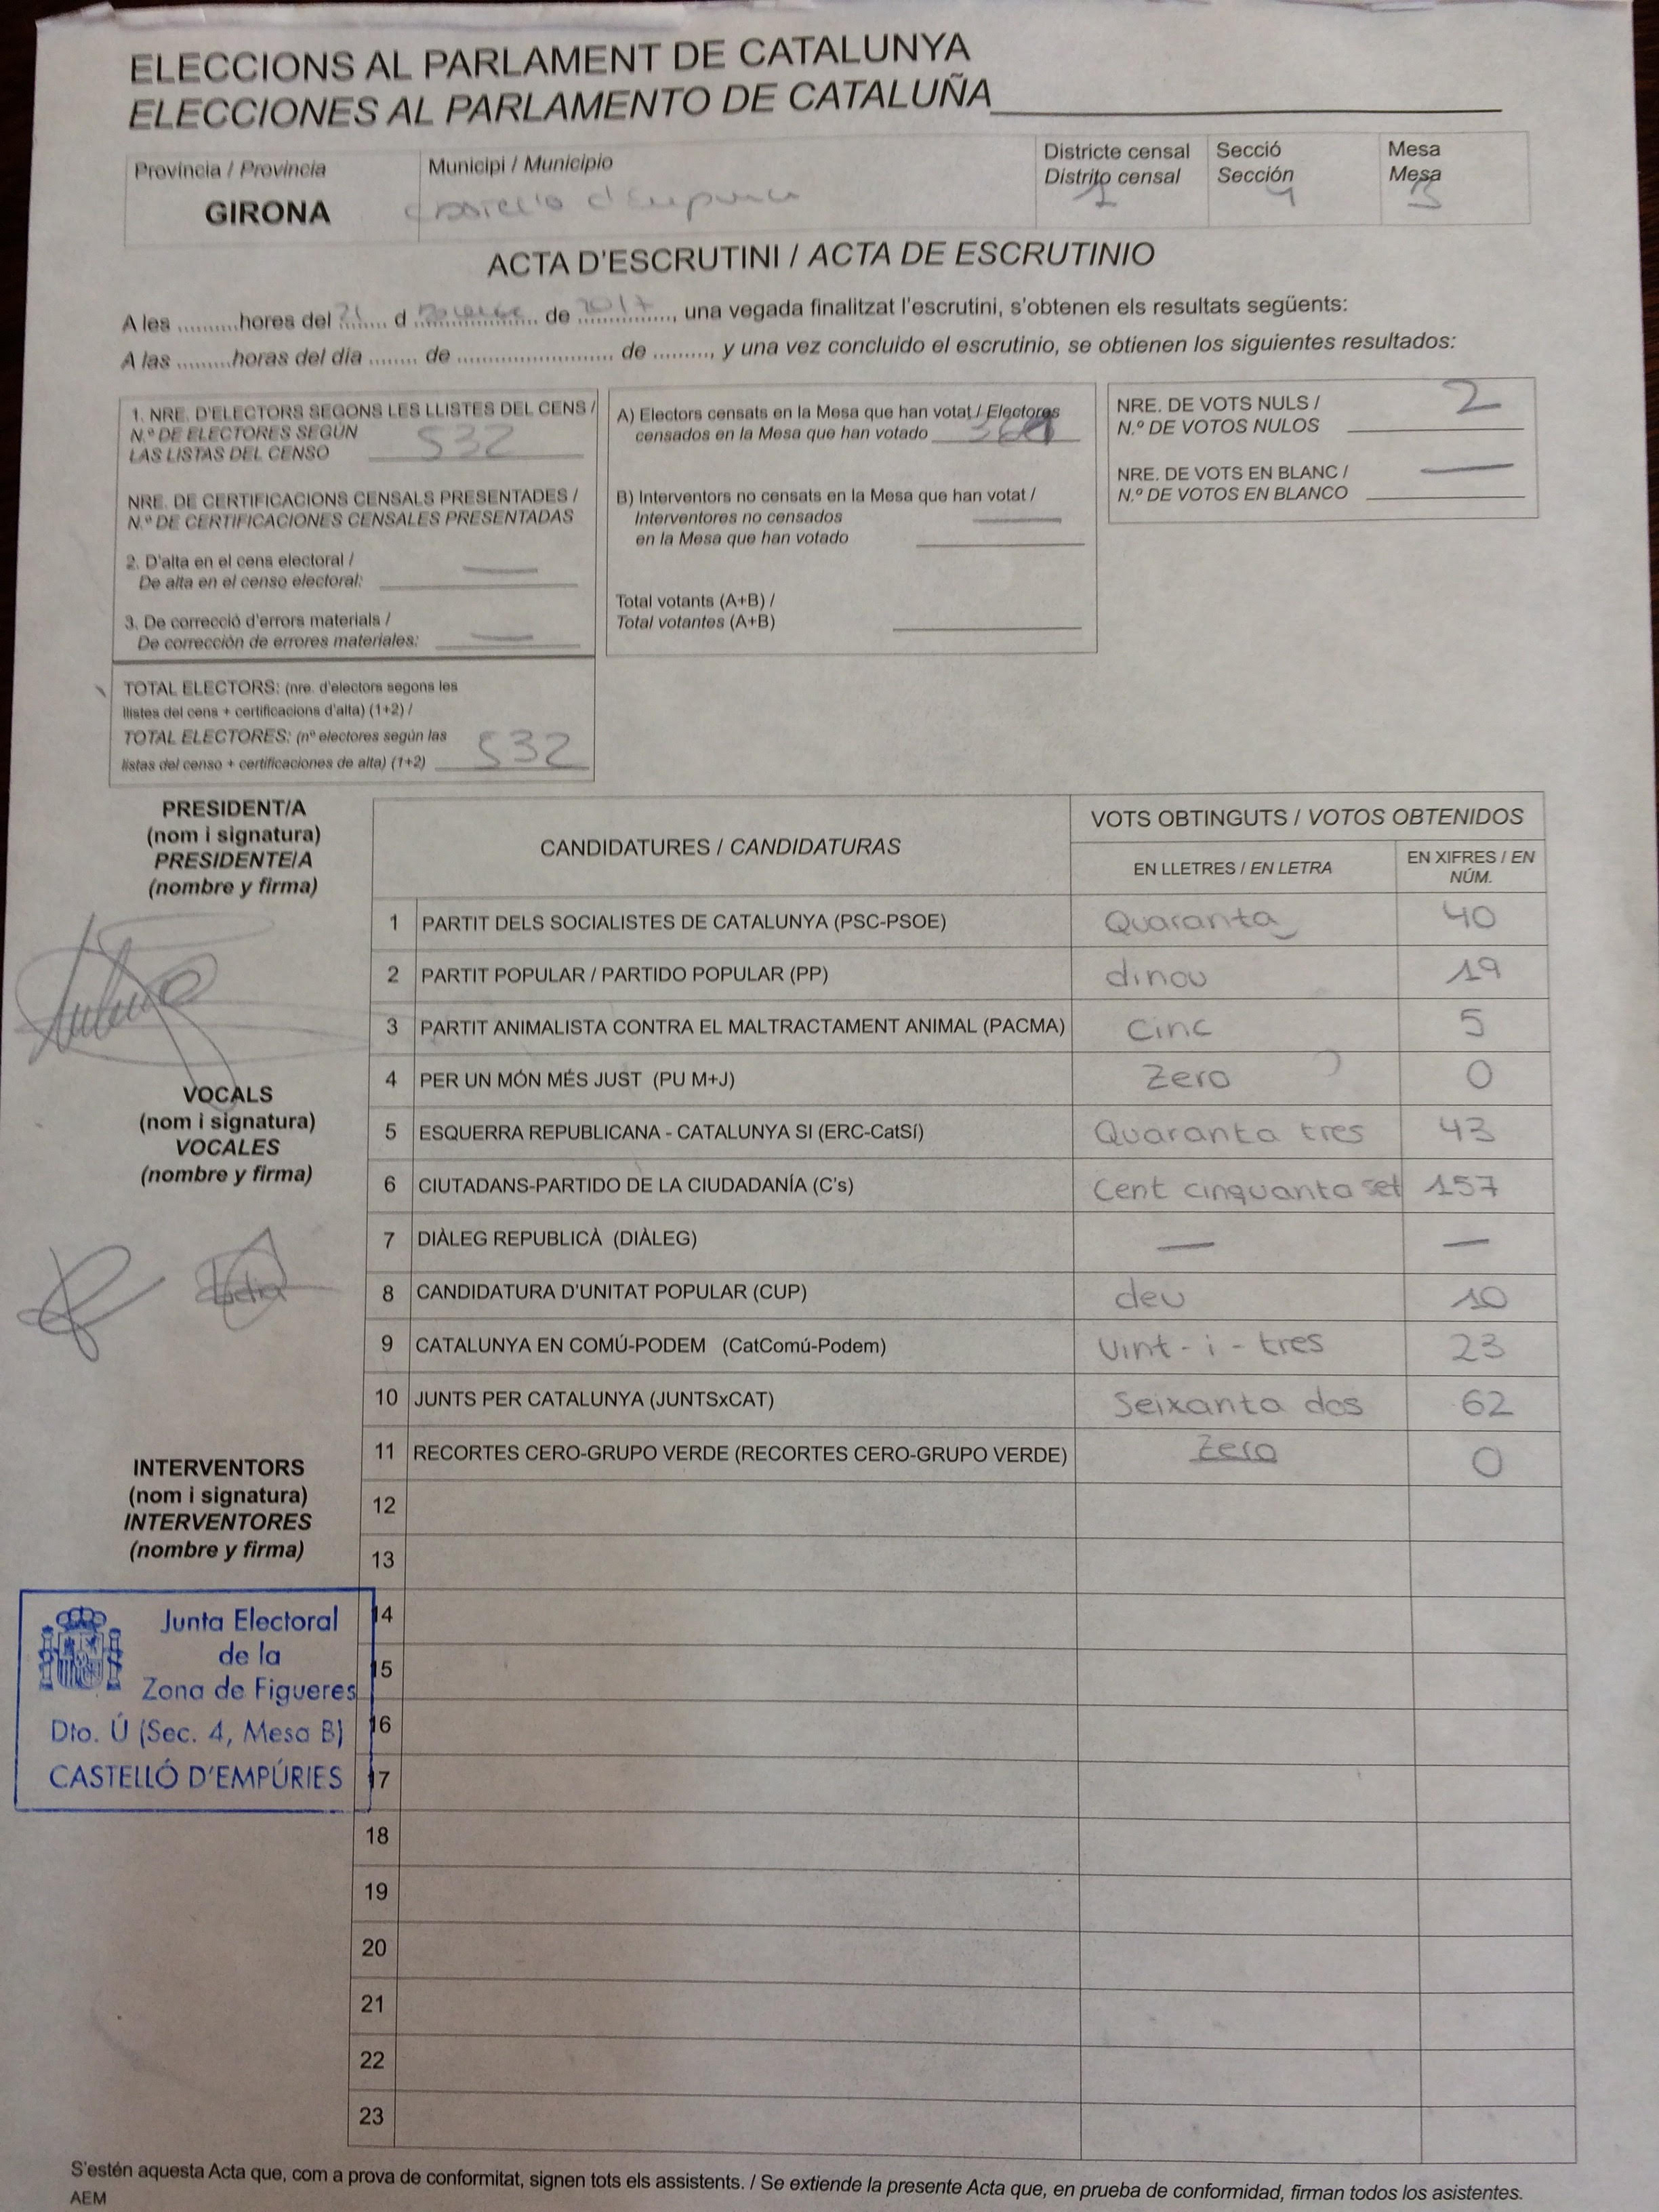 ELECCIONS AL PARLAMENT DE CATALUNYA
ELECCIONES AL PARLAMENTO DE CATALUÑA
Província / Provincia
GIRONA
Municipi / Municipio
Districte censal
Distrito censal
1
Secció
Sección
4
Mesa
Mesa
B
ACTA D'ESCRUTINI / ACTA DE ESCRUTINIO
A les ..........hores del 21 d ........ de 2017, una vegada finalitzat l'escrutini, s'obtenen els resultats següents:
A las .........horas del día ........ de .......................... de ........., y una vez concluido el escrutinio, se obtienen los siguientes resultados:
1. NRE. D'ELECTORS SEGONS LES LLISTES DEL CENS /
N.º DE ELECTORES SEGÚN
LAS LISTAS DEL CENSO 532
NRE. DE CERTIFICACIONS CENSALS PRESENTADES /
N.º DE CERTIFICACIONES CENSALES PRESENTADAS
2. D'alta en el cens electoral /
De alta en el censo electoral: —
3. De correcció d'errors materials /
De corrección de errores materiales: —
TOTAL ELECTORS: (nre. d'electors segons les
llistes del cens + certificacions d'alta) (1+2) /
TOTAL ELECTORES: (nº electores según las
listas del censo + certificaciones de alta) (1+2) 532
A) Electors censats en la Mesa que han votat / Electores
censados en la Mesa que han votado
B) Interventors no censats en la Mesa que han votat /
Interventores no censados —
en la Mesa que han votado
Total votants (A+B) /
Total votantes (A+B)
NRE. DE VOTS NULS / 2
N.º DE VOTOS NULOS
NRE. DE VOTS EN BLANC / —
N.º DE VOTOS EN BLANCO
PRESIDENT/A
(nom i signatura)
PRESIDENTE/A
(nombre y firma)
VOCALS
(nom i signatura)
VOCALES
(nombre y firma)
INTERVENTORS
(nom i signatura)
INTERVENTORES
(nombre y firma)
Junta Electoral
de la
Zona de Figueres
Dto. Ú (Sec. 4, Mesa B)
CASTELLÓ D'EMPÚRIES
CANDIDATURES / CANDIDATURAS
VOTS OBTINGUTS / VOTOS OBTENIDOS
EN LLETRES / EN LETRA
EN XIFRES / EN
NÚM.
1 PARTIT DELS SOCIALISTES DE CATALUNYA (PSC-PSOE) Quaranta 40
2 PARTIT POPULAR / PARTIDO POPULAR (PP) dinou 19
3 PARTIT ANIMALISTA CONTRA EL MALTRACTAMENT ANIMAL (PACMA) Cinc 5
4 PER UN MÓN MÉS JUST (PU M+J) Zero 0
5 ESQUERRA REPUBLICANA - CATALUNYA SI (ERC-CatSí) Quaranta tres 43
6 CIUTADANS-PARTIDO DE LA CIUDADANÍA (C's) Cent cinquanta set 157
7 DIÀLEG REPUBLICÀ (DIÀLEG) — —
8 CANDIDATURA D'UNITAT POPULAR (CUP) deu 10
9 CATALUNYA EN COMÚ-PODEM (CatComú-Podem) Vint-i-tres 23
10 JUNTS PER CATALUNYA (JUNTSxCAT) Seixanta dos 62
11 RECORTES CERO-GRUPO VERDE (RECORTES CERO-GRUPO VERDE) Zero 0
12
13
14
15
16
17
18
19
20
21
22
23
S'estén aquesta Acta que, com a prova de conformitat, signen tots els assistents. / Se extiende la presente Acta que, en prueba de conformidad, firman todos los asistentes.
AEM